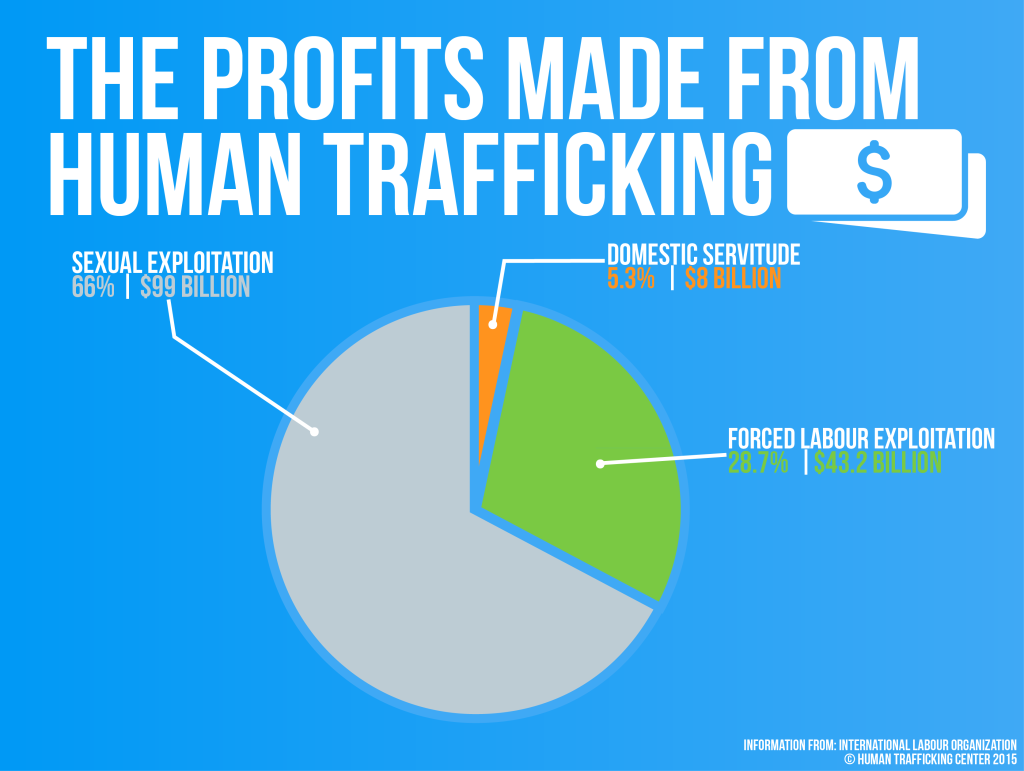 THE PROFITS MADE FROM
HUMAN TRAFFICKING
$
SEXUAL EXPLOITATION
66% | $99 BILLION
DOMESTIC SERVITUDE
5.3% | $8 BILLION
FORCED LABOUR EXPLOITATION
28.7% | $43.2 BILLION
INFORMATION FROM: INTERNATIONAL LABOUR ORGANIZATION
© HUMAN TRAFFICKING CENTER 2015